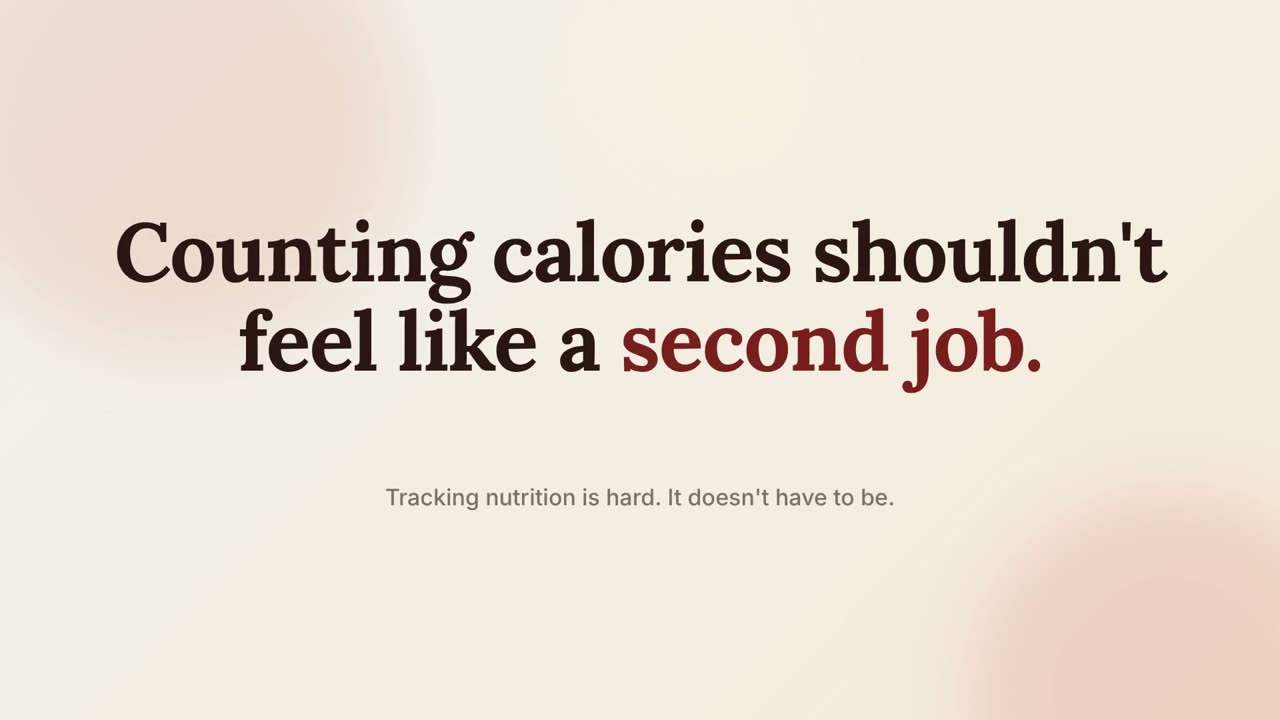 Counting calories shouldn't
feel like a second job.
Tracking nutrition is hard. It doesn't have to be.